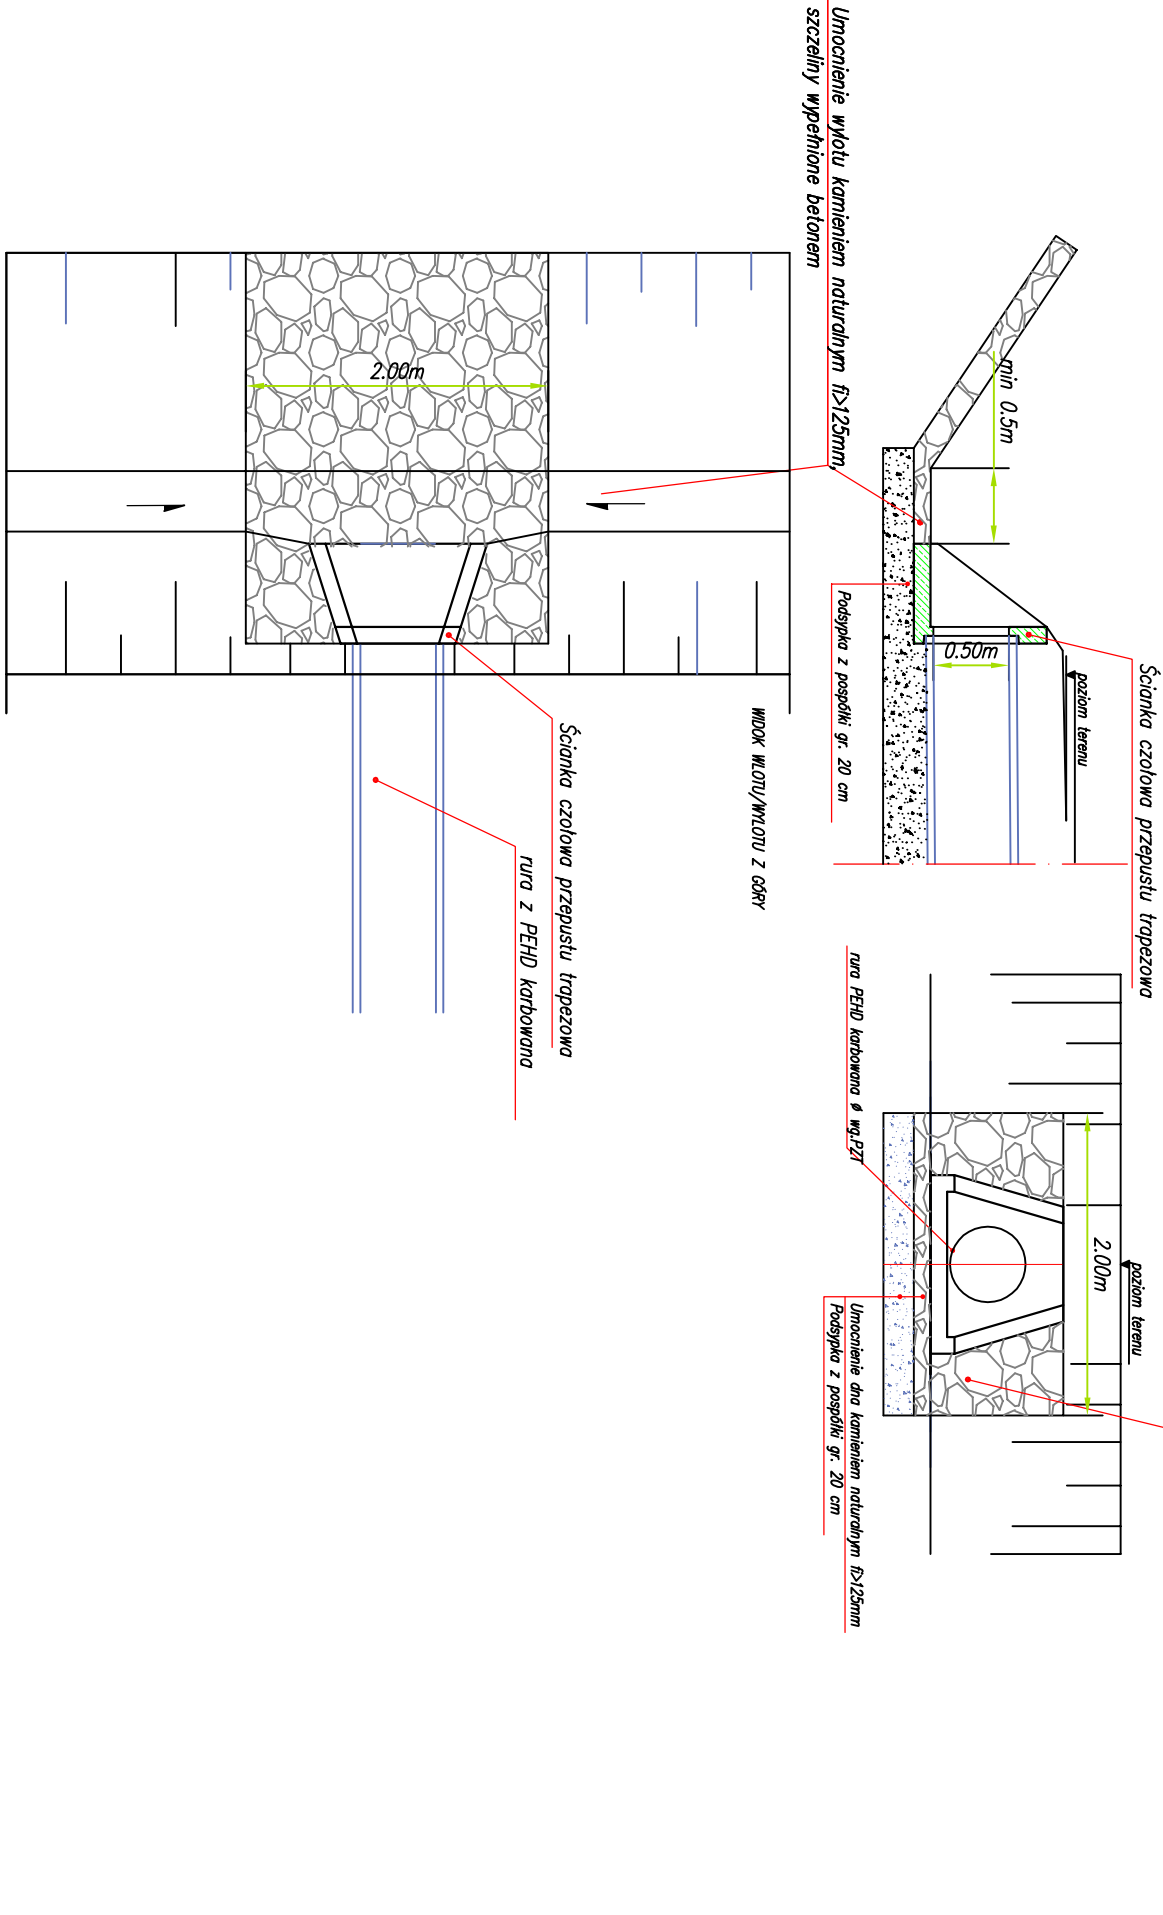 Ścianka czołowa przepustu trapezowa
poziom terenu
min 0.5m
0.50m
Umocnienie wylotu kamieniem naturalnym fi>125mm,
szczeliny wypełnione betonem
Podsypka z pospółki gr. 20 cm
poziom terenu
2.00m
rura PEHD karbowana ø wg.PZT
Umocnienie dna kamieniem naturalnym fi>125mm
Podsypka z pospółki gr. 20 cm
WIDOK WLOTU/WYLOTU Z GÓRY
2.00m
Ścianka czołowa przepustu trapezowa
rura z PEHD karbowana